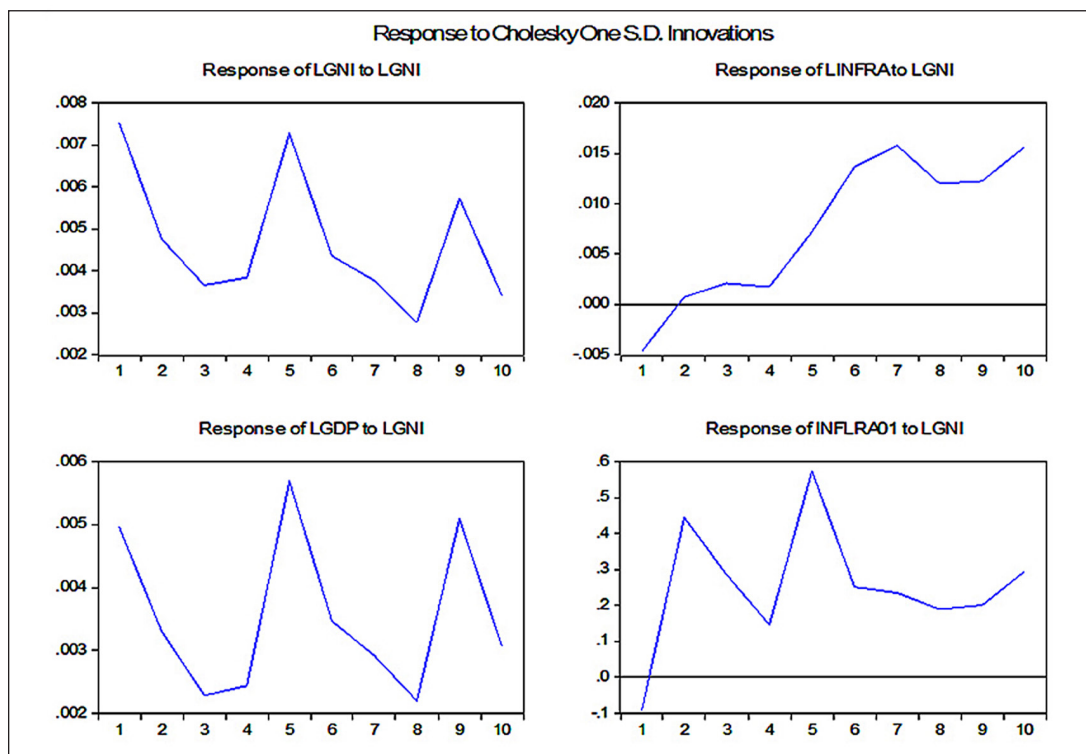 Response to Cholesky One S.D. Innovations
Response of LGNI to LGNI
.008
.007
.006
.005
.004
.003
.002
1 2 3 4 5 6 7 8 9 10
Response of LINFRA to LGNI
.020
.015
.010
.005
.000
-.005
1 2 3 4 5 6 7 8 9 10
Response of LGDP to LGNI
.006
.005
.004
.003
.002
1 2 3 4 5 6 7 8 9 10
Response of INFLRA01 to LGNI
.6
.5
.4
.3
.2
.1
.0
-.1
1 2 3 4 5 6 7 8 9 10